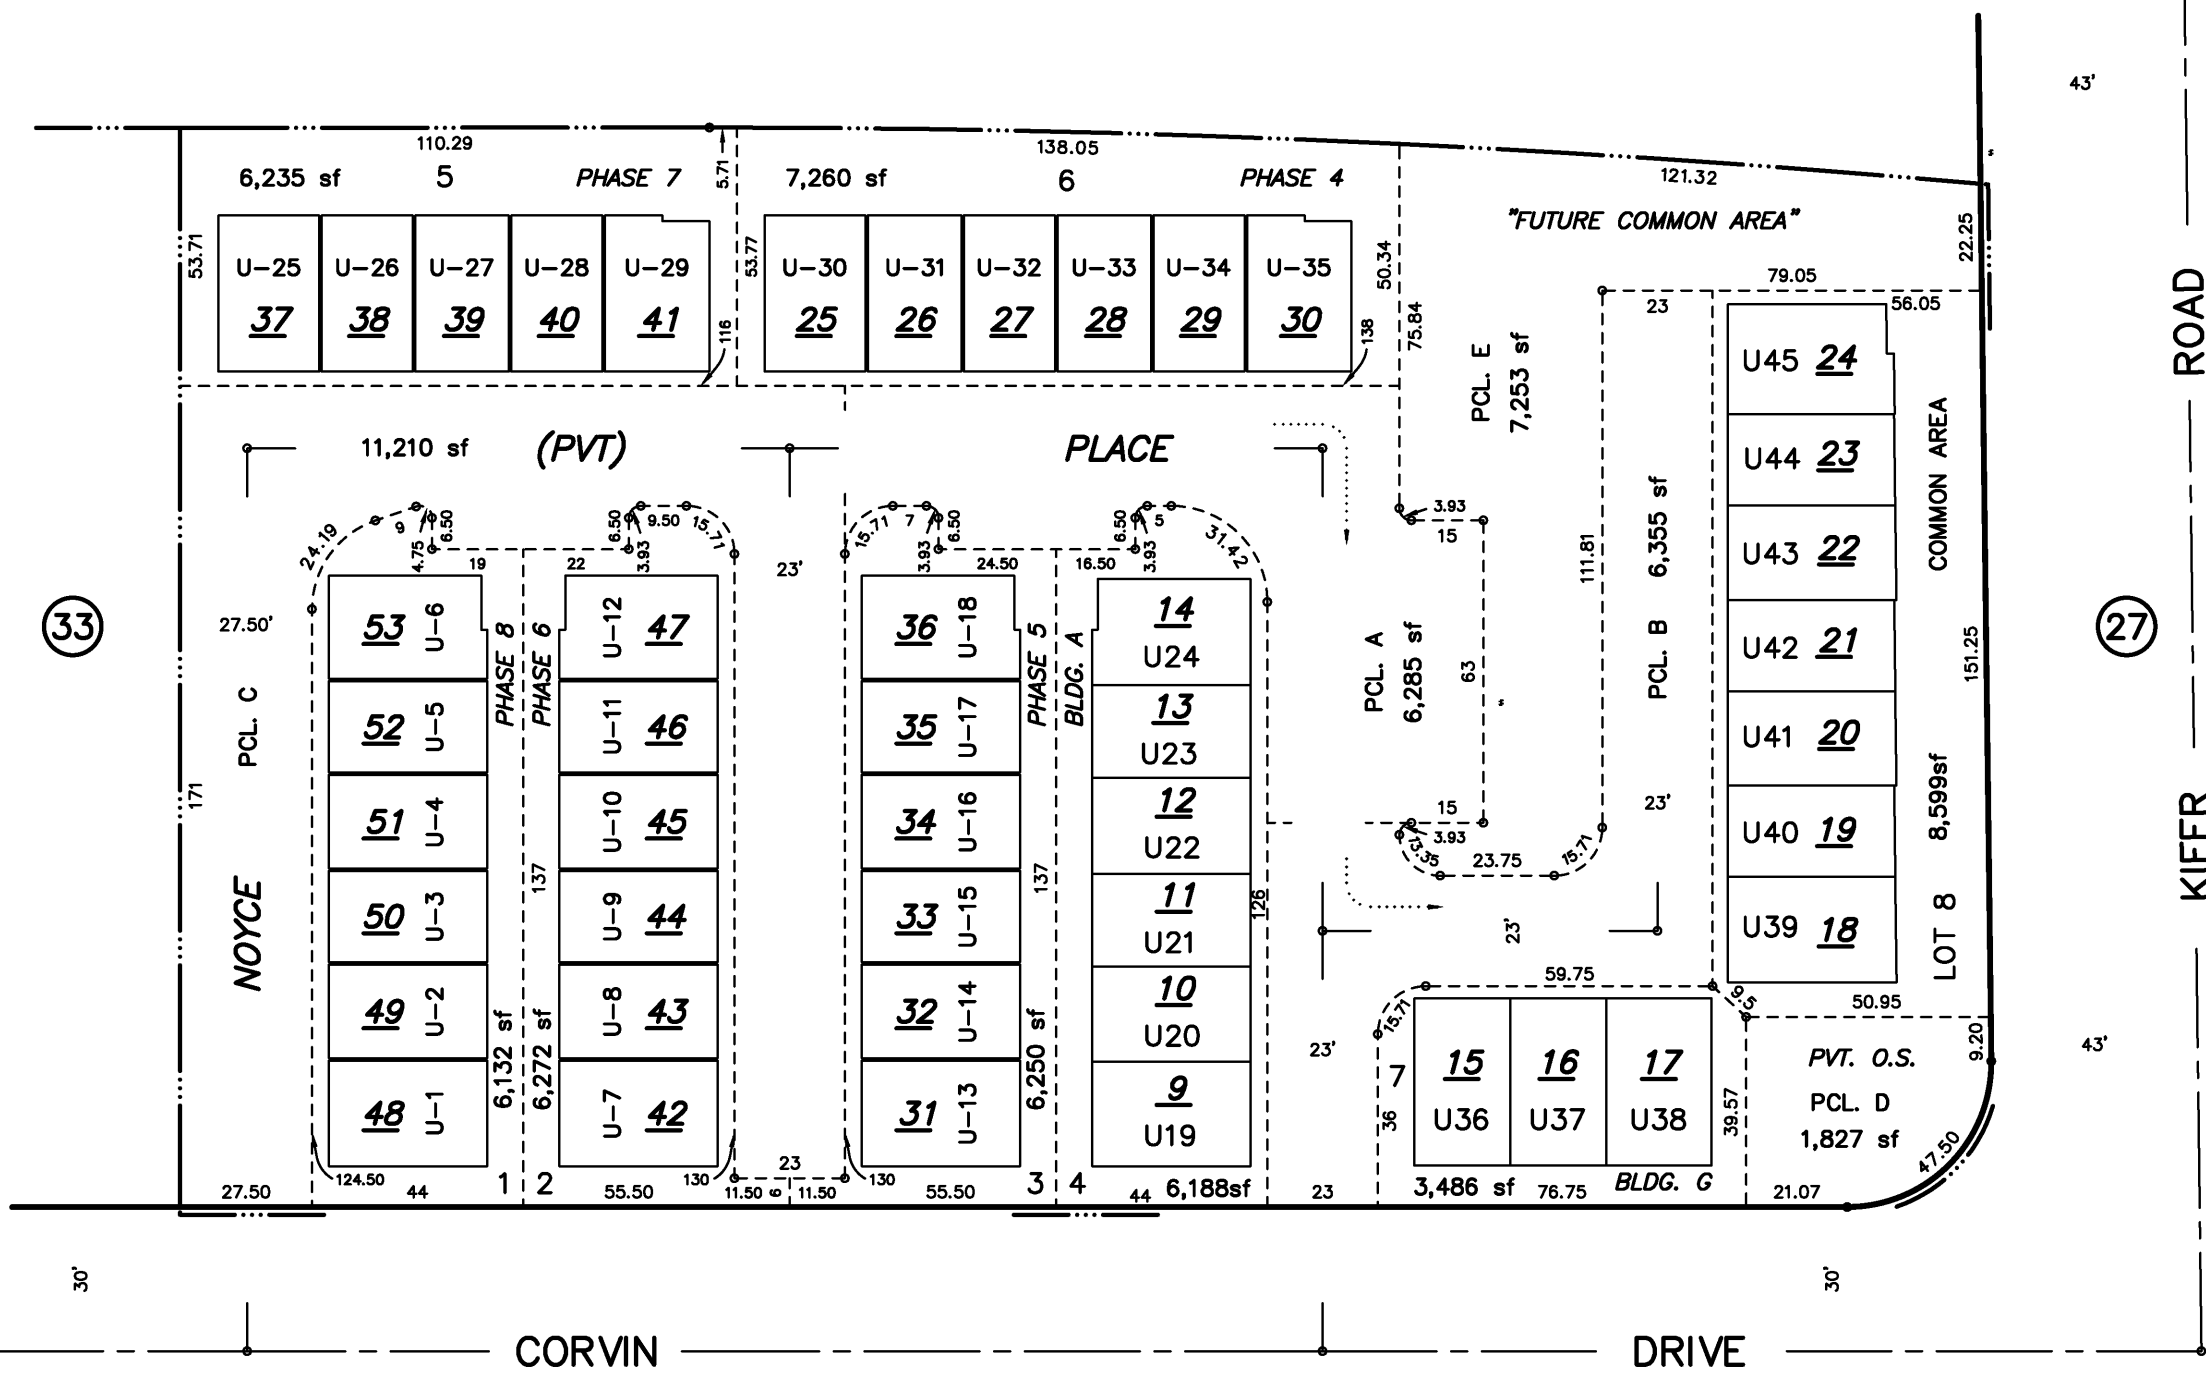 43'
110.29
138.05
121.32
6,235 sf
5
PHASE 7
5.71
7,260 sf
6
PHASE 4
"FUTURE COMMON AREA"
22.25
53.71
U-25
U-26
U-27
U-28
U-29
53.77
U-30
U-31
U-32
U-33
U-34
U-35
50.34
79.05
23
56.05
37
38
39
40
41
116
25
26
27
28
29
30
138
75.84
PCL. E
7,253 sf
U45 24
ROAD
11,210 sf
(PVT)
PLACE
U44 23
COMMON AREA
24.19
9
4.75
6.50
19
22
6.50
3.93
9.50
15.71
23'
15.71
7
3.93
6.50
24.50
16.50
6.50
3.93
5
31.42
3.93
15
111.81
PCL. B 6,355 sf
U43 22
33
27.50'
53
U-6
PHASE 8
PHASE 6
U-12
47
36
U-18
PHASE 5
BLDG. A
14
U24
PCL. A
6,285 sf
63
U42 21
151.25
27
PCL. C
52
U-5
U-11
46
35
U-17
13
U23
U41 20
171
51
U-4
U-10
45
34
U-16
12
U22
15
3.93
13.35
23.75
15.71
23'
U40 19
8,599sf
KIFER
NOYCE
50
U-3
137
U-9
44
33
U-15
137
11
U21
126
23'
U39 18
LOT 8
49
U-2
U-8
43
32
U-14
10
U20
59.75
9.5
50.95
15.71
23'
9.20
43'
48
U-1
6,132 sf
6,272 sf
U-7
42
31
U-13
6,250 sf
9
U19
7
36
15
U36
16
U37
17
U38
39.57
PVT. O.S.
PCL. D
1,827 sf
47.50
27.50
124.50
44
1
2
55.50
130
23
11.50
6
11.50
130
55.50
3
4
44
6,188sf
23
3,486 sf
76.75
BLDG. G
21.07
30'
30'
CORVIN
DRIVE